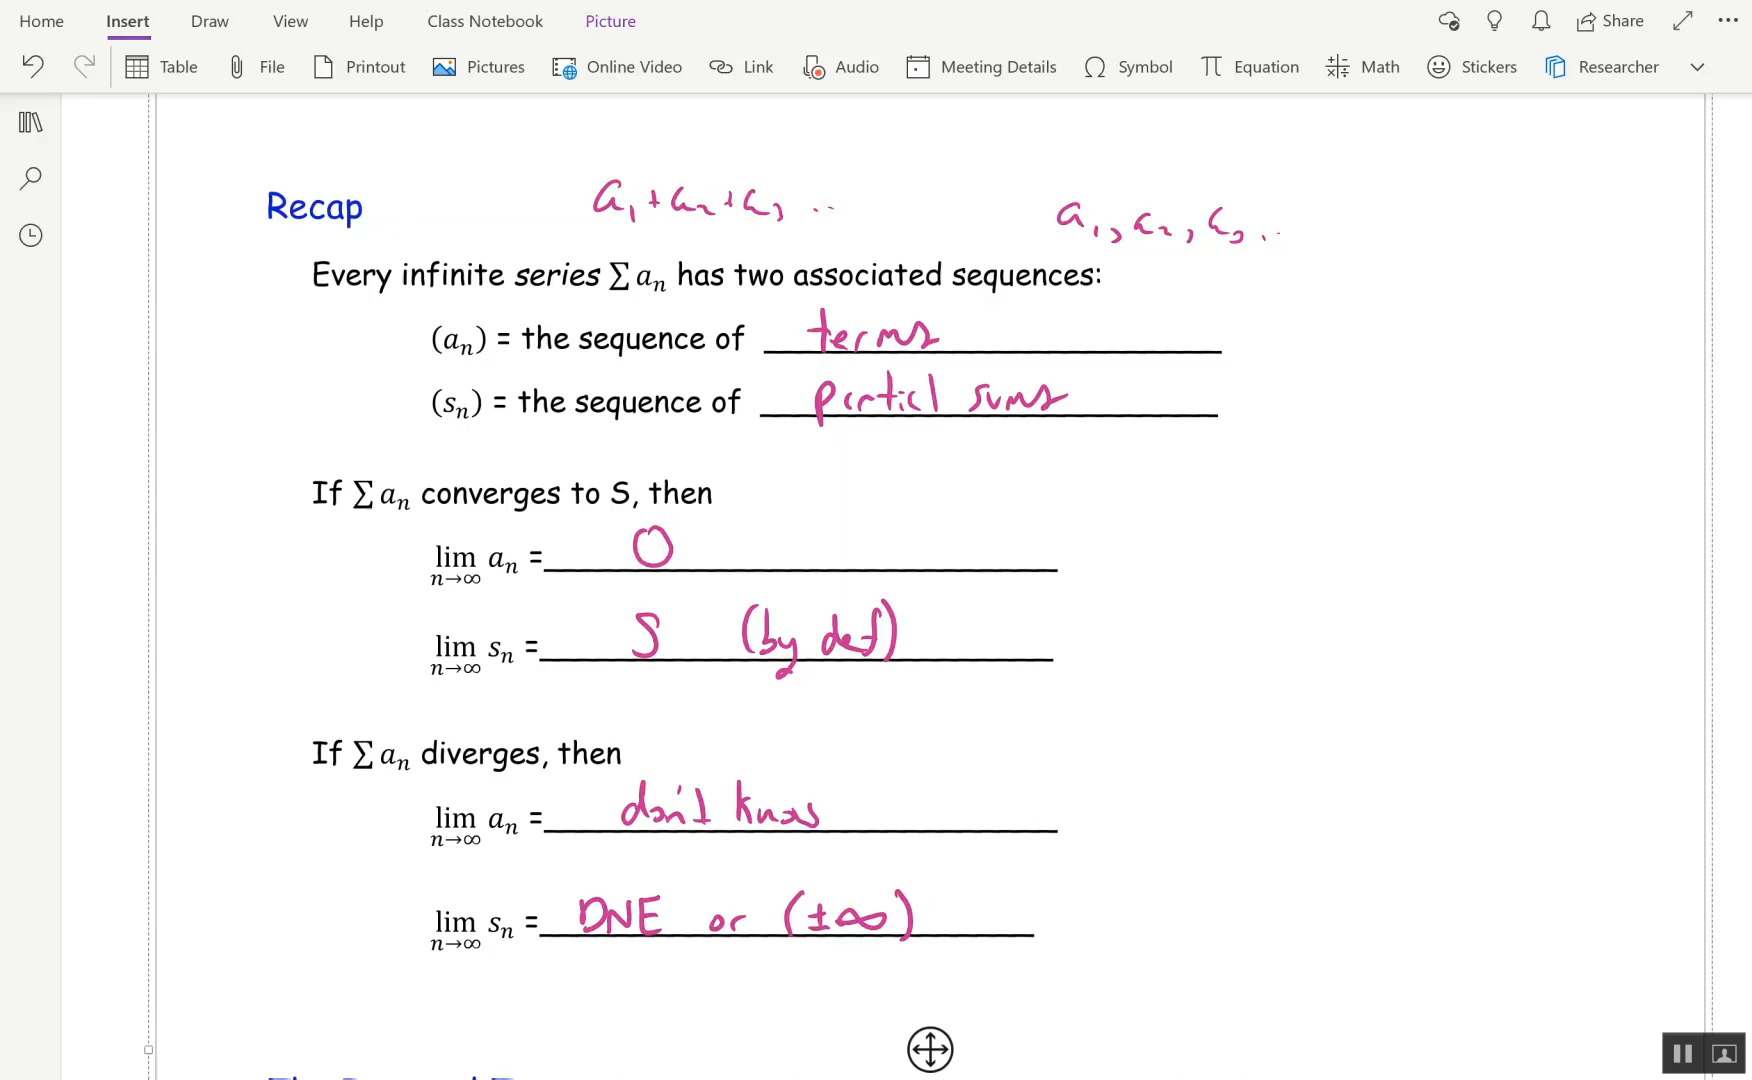 Home Insert Draw View Help Class Notebook Picture Share
Table File Printout Pictures Online Video Link Audio Meeting Details Symbol Equation Math Stickers Researcher
Recap a₁ + a₂ + a₃ ..
a₁, a₂, a₃ ..
Every infinite series ∑ aₙ has two associated sequences:
(aₙ) = the sequence of terms
(sₙ) = the sequence of partial sums
If ∑ aₙ converges to S, then
lim n→∞ aₙ = 0
lim n→∞ sₙ = S (by def)
If ∑ aₙ diverges, then
lim n→∞ aₙ = don't know
lim n→∞ sₙ = DNE or (±∞)